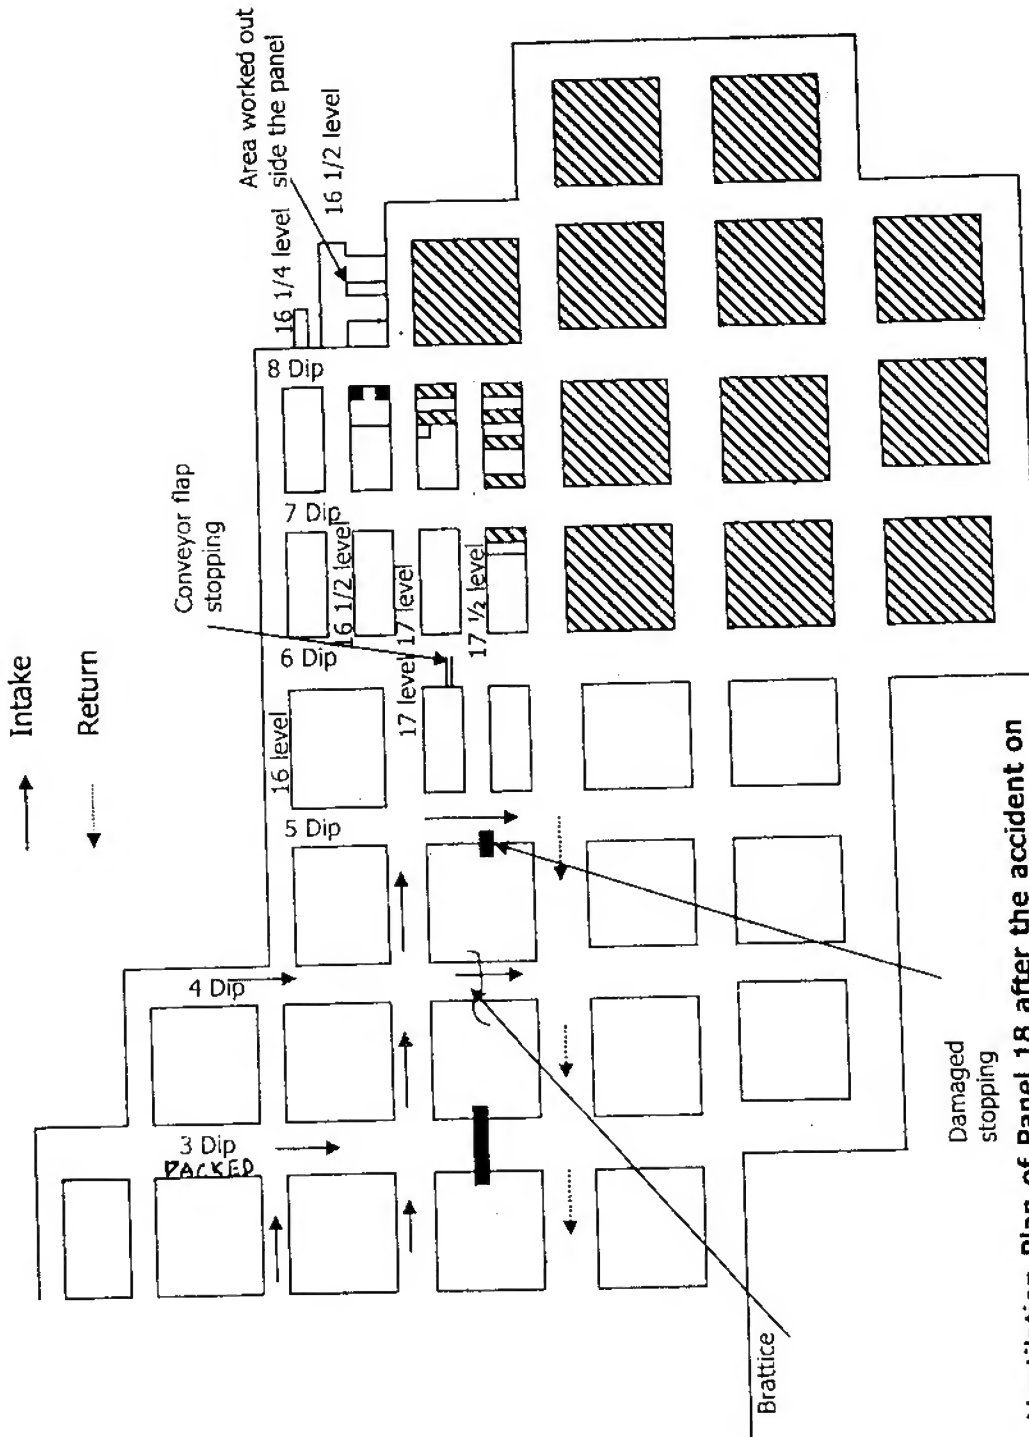 Intake
Return
Area worked out
side the panel
16 1/4 level
16 1/2 level
8 Dip
Conveyor flap
stopping
7 Dip
16 1/2 level
17 level
17 ½ level
6 Dip
17 level
16 level
5 Dip
4 Dip
3 Dip
PACKED
Damaged
stopping
Brattice
Ventilation Plan of Panel 18 after the accident on